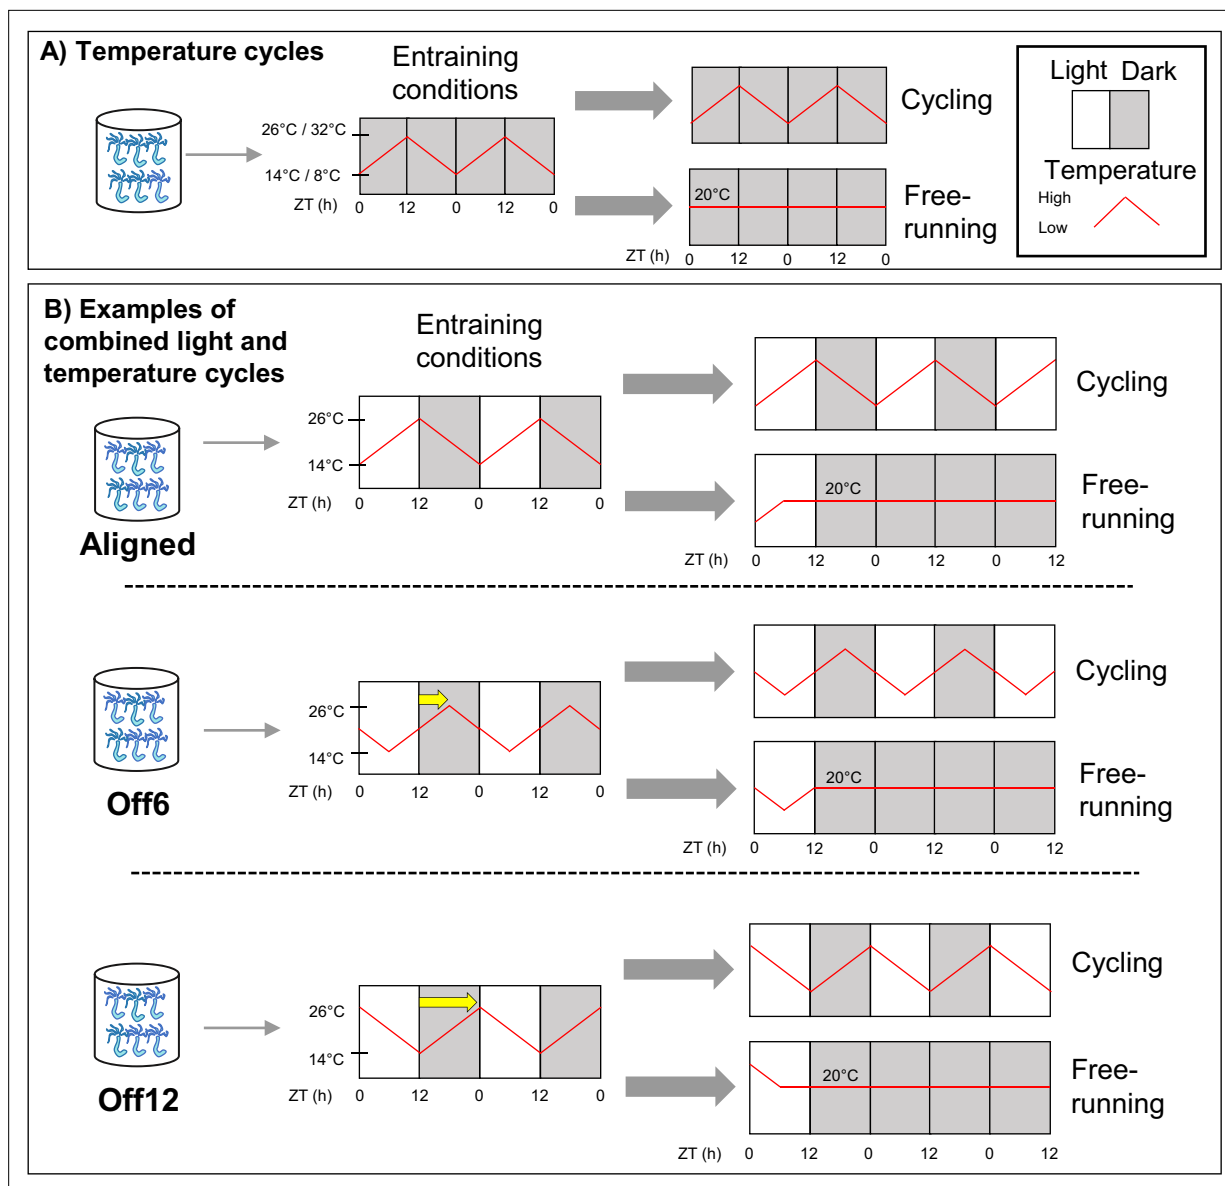 A) Temperature cycles
Entraining
conditions
26°C / 32°C
14°C / 8°C
ZT (h) 0 12 0 12 0
Cycling
20°C
Free-
running
ZT (h) 0 12 0 12 0
Light Dark
Temperature
High
Low
B) Examples of
combined light and
temperature cycles
Entraining
conditions
26°C
14°C
ZT (h) 0 12 0 12 0
Aligned
Cycling
20°C
Free-
running
ZT (h) 0 12 0 12 0 12
26°C
14°C
ZT (h) 0 12 0 12 0
Off6
Cycling
20°C
Free-
running
ZT (h) 0 12 0 12 0 12
26°C
14°C
ZT (h) 0 12 0 12 0
Off12
Cycling
20°C
Free-
running
ZT (h) 0 12 0 12 0 12